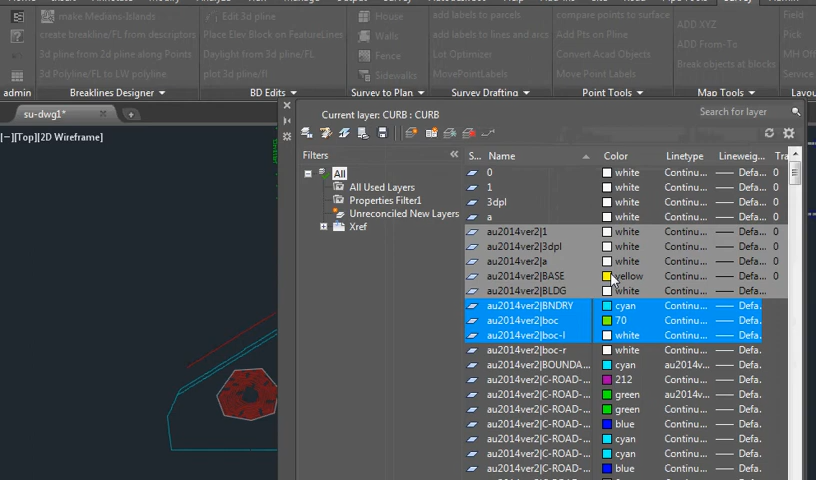 make Medians-Islands
create breakline/FL from descriptors
3d pline from 2d pline along Points
3d Polyline/FL to LW polyline
admin
Breaklines Designer
Edit 3d pline
Place Elev Block on FeatureLines
Daylight from 3d pline/FL
plot 3d pline/fl
BD Edits
House
Walls
Fence
Sidewalks
Survey to Plan
add labels to parcels
add labels to lines and arcs
Lot Optimiser
MovePointLabels
Survey Drafting
compare points to surface
Add Pts on Pline
Convert Acad Objects
Point Tools
ADD XYZ
ADD From-To
Break objects at blocks
Map Tools
Field
Pick
MH Off
su-dwg1*
[−][Top][2D Wireframe]
Current layer: CURB : CURB
Search for layer
Filters
All
All Used Layers
Properties Filter1
Unreconciled New Layers
Xref
S... Name Color Linetype Lineweig... Tra
0 white Continu... Defa... 0
1 white Continu... Defa... 0
3dpl white Continu... Defa... 0
a white Continu... Defa... 0
au2014ver2|1 white Continu... Defa... 0
au2014ver2|3dpl white Continu... Defa... 0
au2014ver2|a white Continu... Defa... 0
au2014ver2|BASE yellow Continu... Defa... 0
au2014ver2|BLDG white Continu... Defa...
au2014ver2|BNDRY cyan Continu... Defa.
au2014ver2|boc 70 Continu... Defa.
au2014ver2|boc-l white Continu... Defa.
au2014ver2|boc-r white Continu... Defa.
au2014ver2|BOUNDA... cyan au2014v... Defa.
au2014ver2|C-ROAD-... 212 Continu... Defa.
au2014ver2|C-ROAD-... green au2014v... Defa.
au2014ver2|C-ROAD-... green Continu... Defa.
au2014ver2|C-ROAD-... blue Continu... Defa.
au2014ver2|C-ROAD-... cyan Continu... Defa.
au2014ver2|C-ROAD-... cyan Continu... Defa.
au2014ver2|C-ROAD-... blue Continu... Defa.